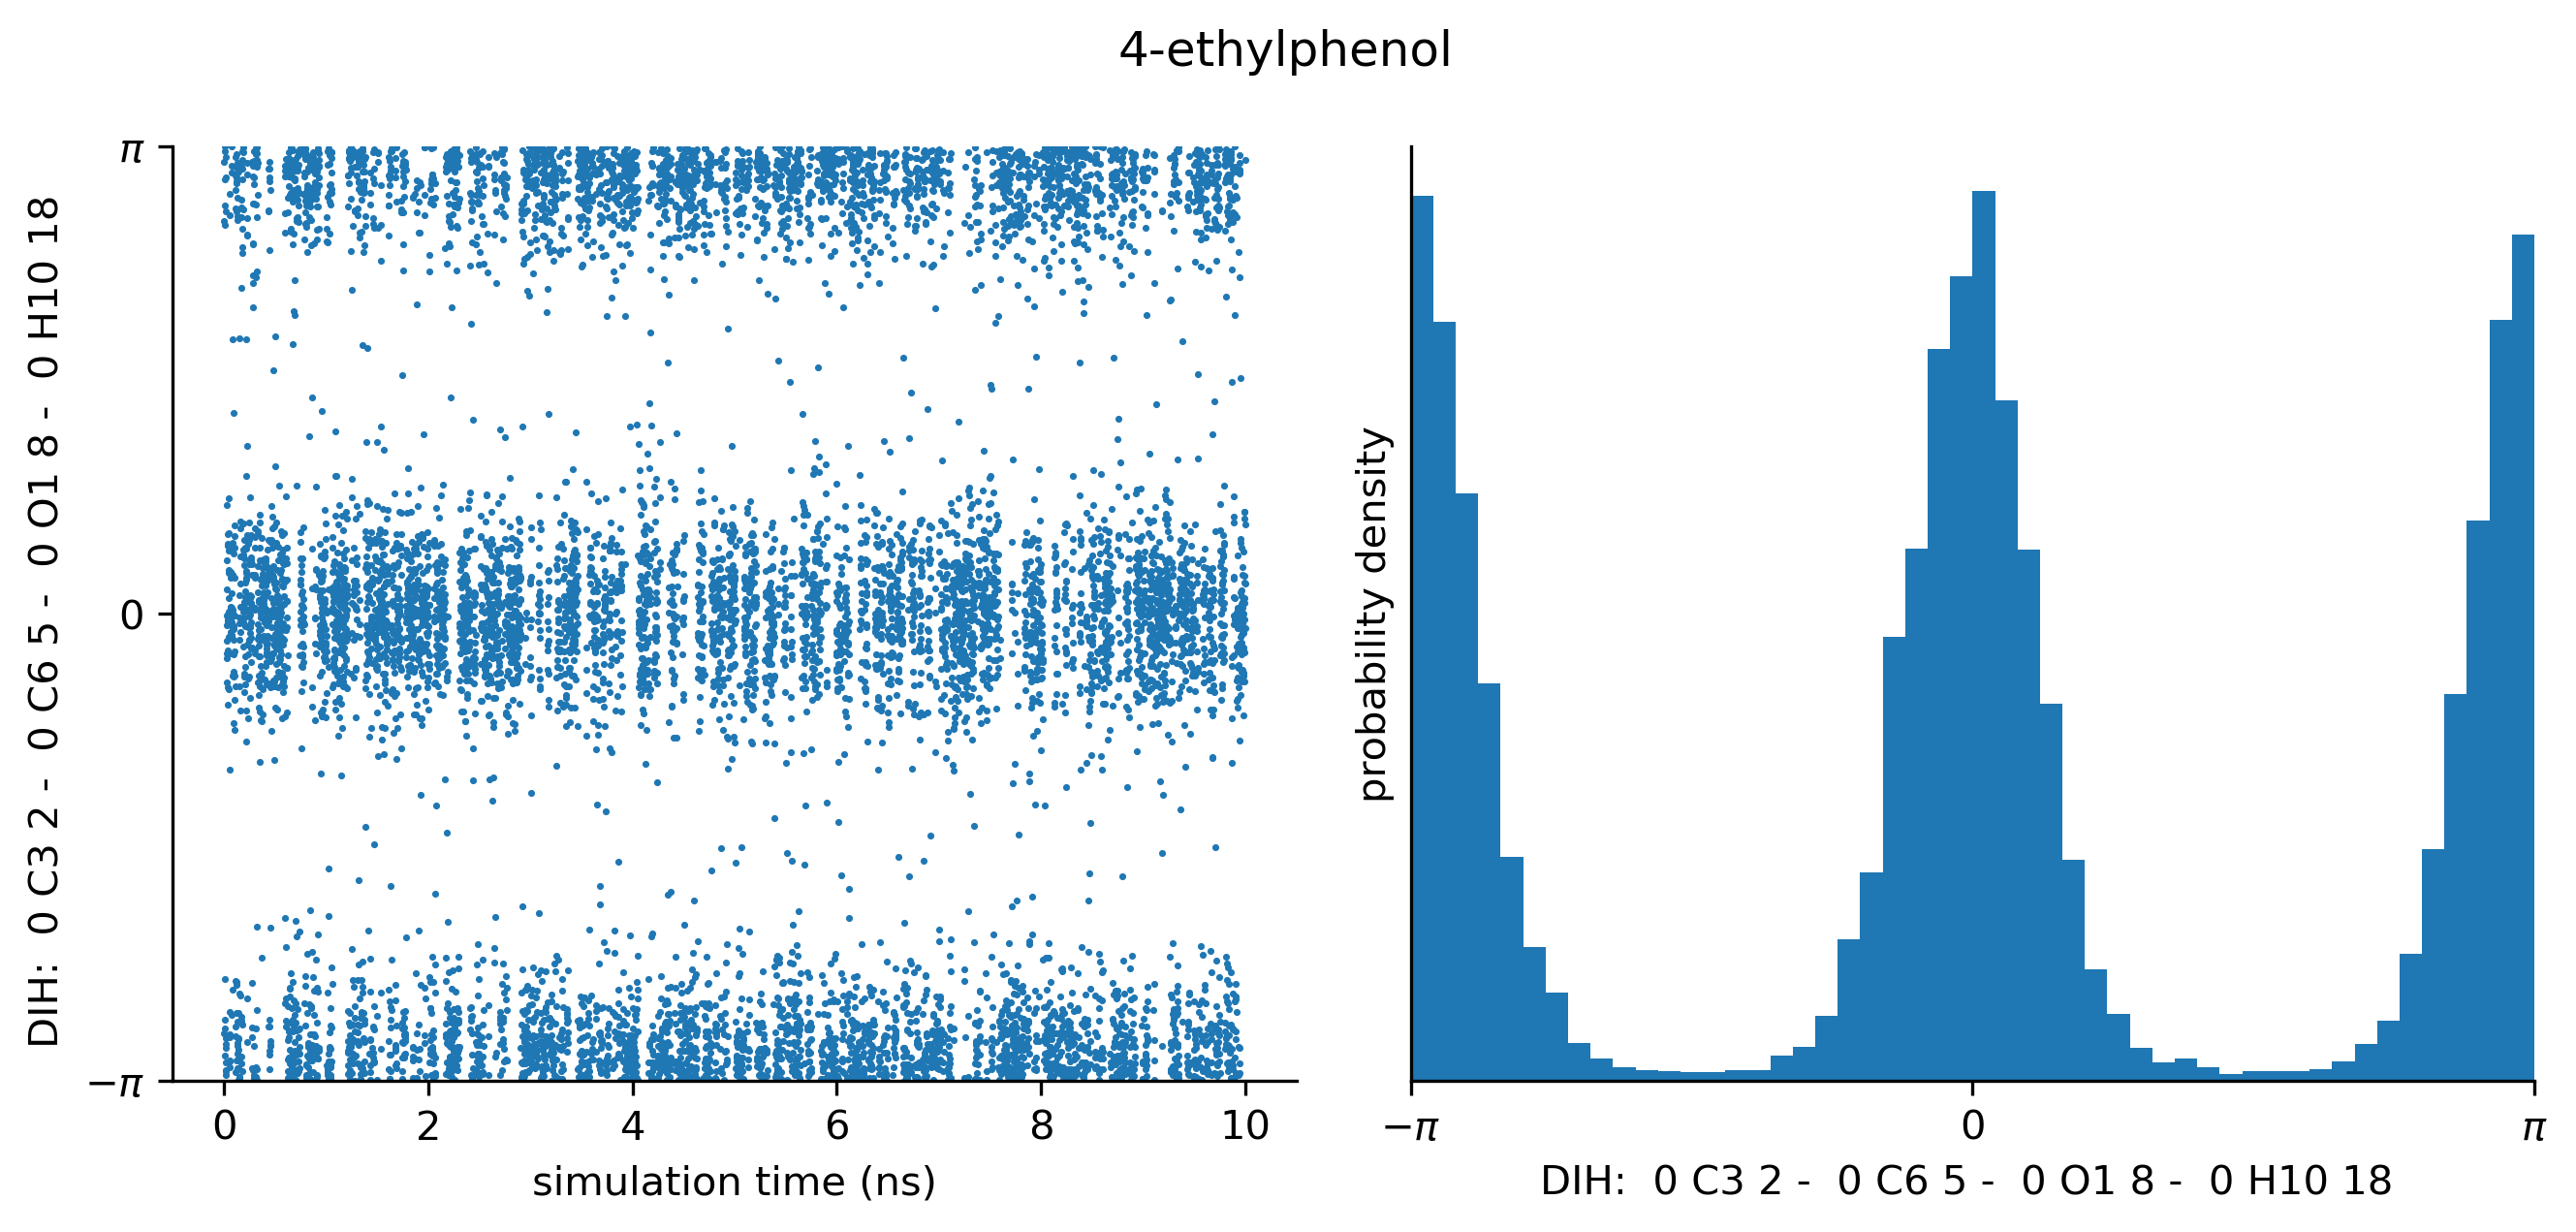 4-ethylphenol
DIH:  0 C3 2 -  0 C6 5 -  0 O1 8 -  0 H10 18
π
0
−π
0 2 4 6 8 10
simulation time (ns)
probability density
−π 0 π
DIH:  0 C3 2 -  0 C6 5 -  0 O1 8 -  0 H10 18